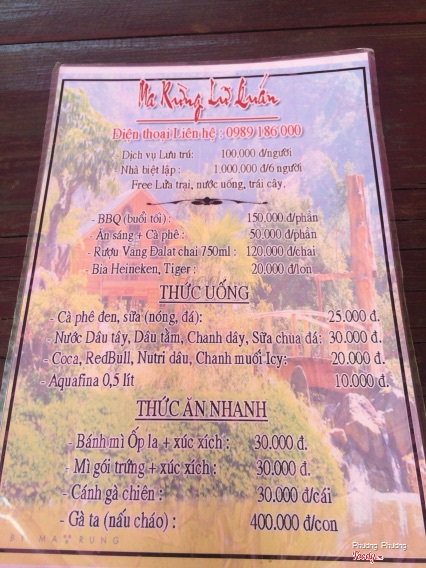 Ma Rừng Lữ Quán
Điện thoại Liên hệ : 0989 186 000
Dịch vụ Lưu trú: 100.000 đ/người
Nhà biệt lập : 1.000.000 đ/6 người
Free Lửa trại, nước uống, trái cây.
- BBQ (buổi tối) : 150.000 đ/phần
- Ăn sáng + Cà phê : 50.000 đ/phần
- Rượu Vang Đalat chai 750ml : 120.000 đ/chai
- Bia Heineken, Tiger : 20.000 đ/lon
THỨC UỐNG
- Cà phê đen, sữa (nóng, đá): 25.000 đ.
- Nước Dâu tây, Dâu tằm, Chanh dây, Sữa chua đá: 30.000 đ.
- Coca, RedBull, Nutri dâu, Chanh muối Icy: 20.000 đ.
- Aquafina 0,5 lít 10.000 đ.
THỨC ĂN NHANH
- Bánh mì Ốp la + xúc xích : 30.000 đ.
- Mì gói trứng + xúc xích : 30.000 đ.
- Cánh gà chiên : 30.000 đ/cái
- Gà ta (nấu cháo) : 400.000 đ/con
BY MA RUNG
Phương Phương
Foody.vn